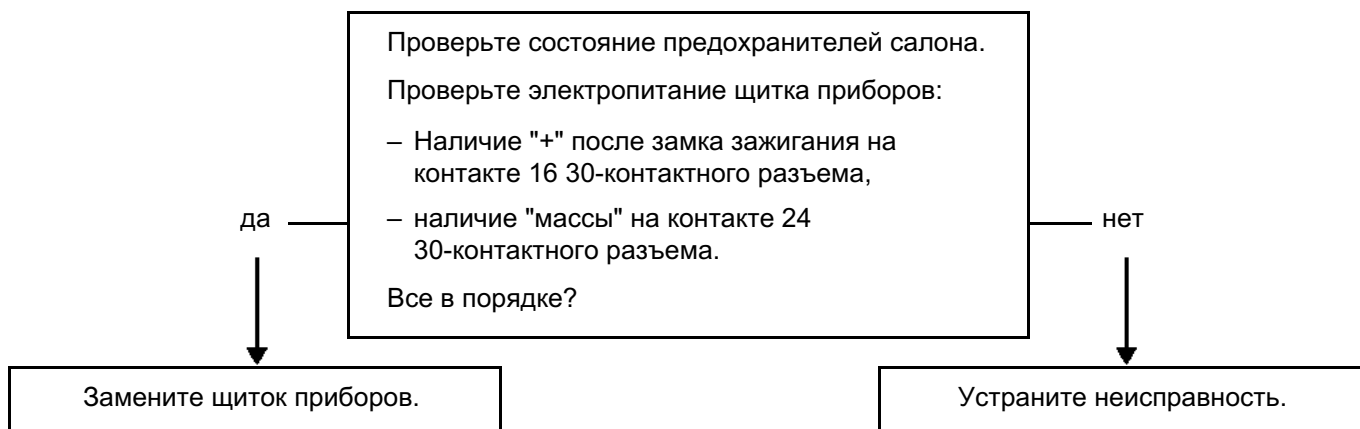 Проверьте состояние предохранителей салона.
Проверьте электропитание щитка приборов:
– Наличие "+" после замка зажигания на
контакте 16 30-контактного разъема,
– наличие "массы" на контакте 24
30-контактного разъема.
Все в порядке?
да
нет
Замените щиток приборов.
Устраните неисправность.